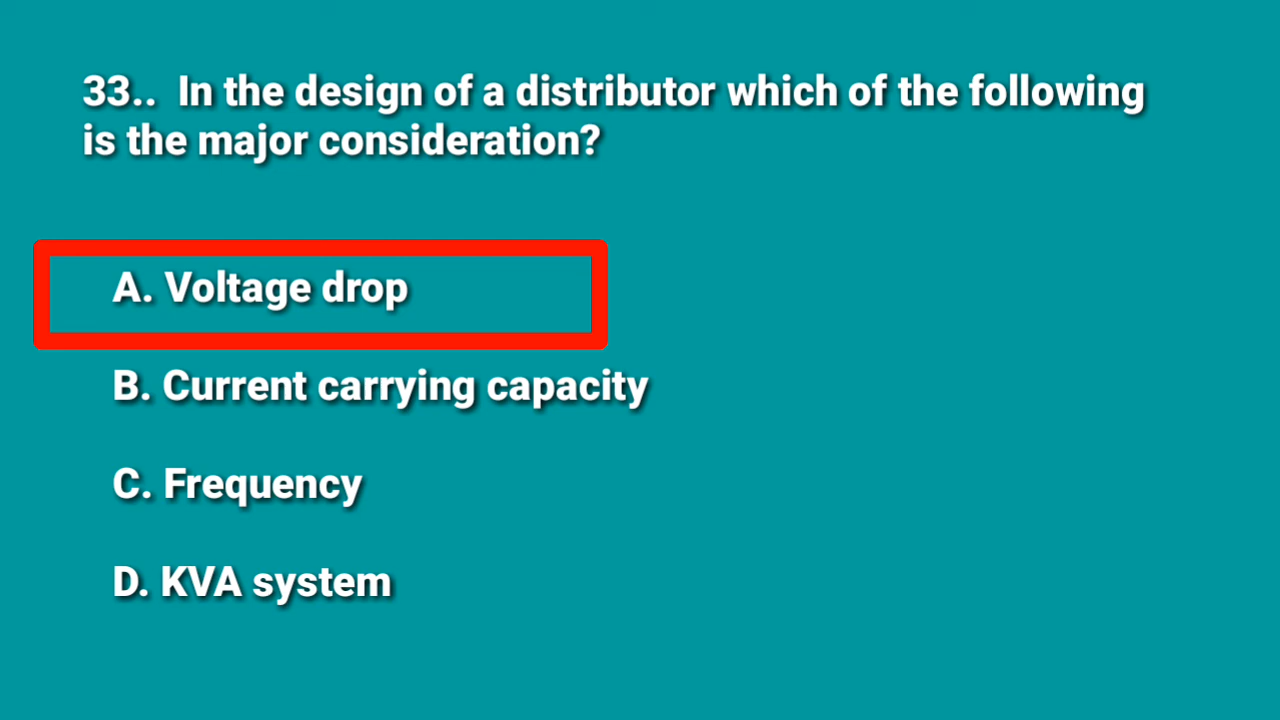 33.. In the design of a distributor which of the following
is the major consideration?
A. Voltage drop
B. Current carrying capacity
C. Frequency
D. KVA system